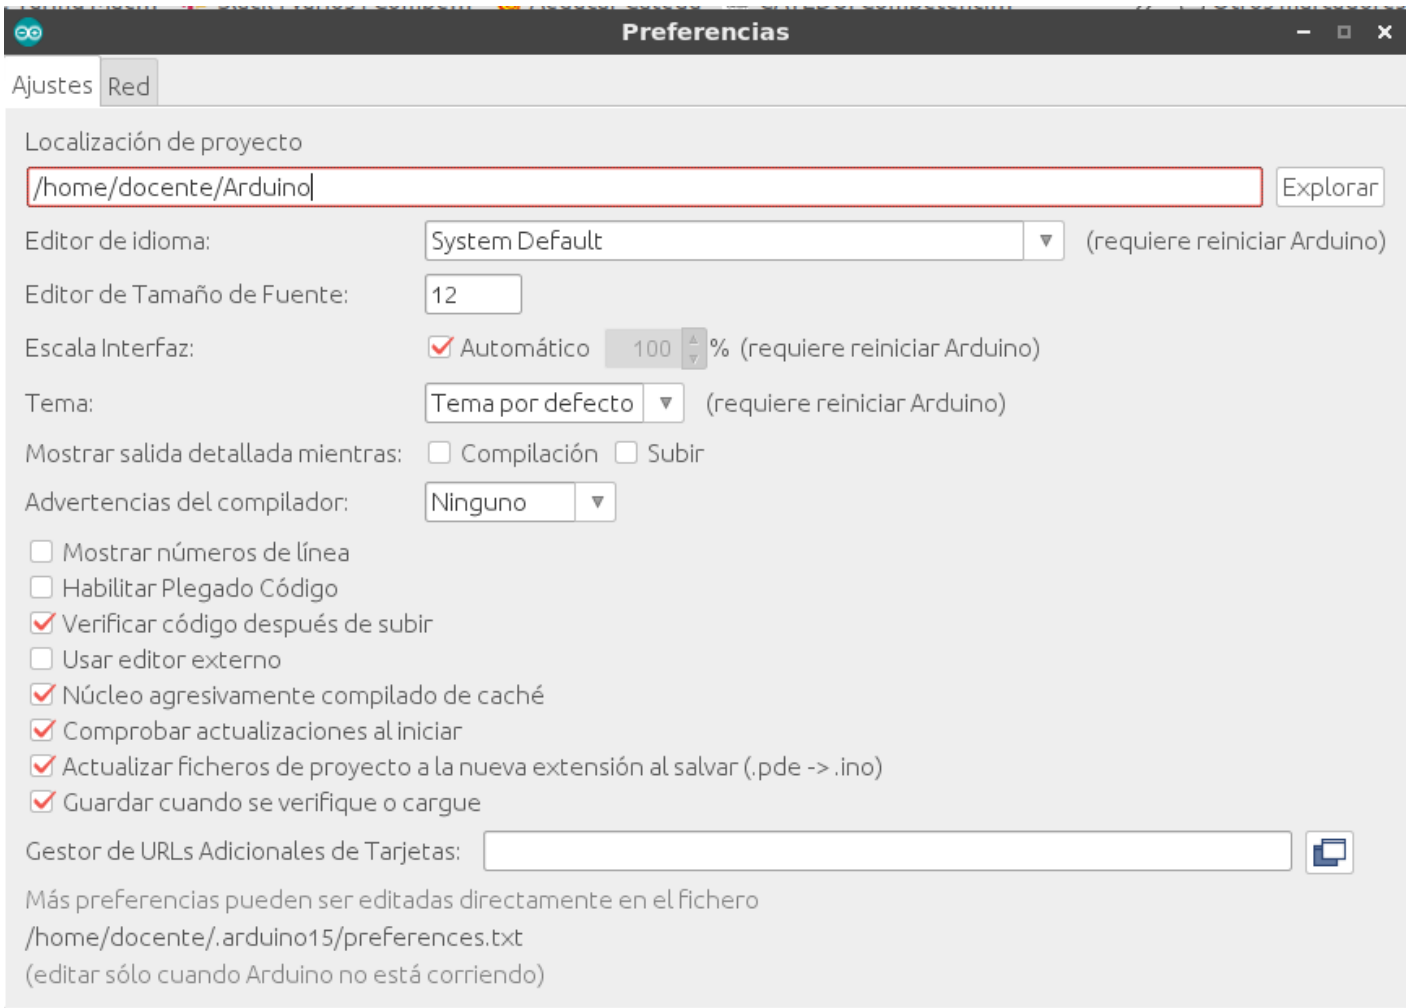 Preferencias
Ajustes Red
Localización de proyecto
/home/docente/Arduino Explorar
Editor de idioma: System Default (requiere reiniciar Arduino)
Editor de Tamaño de Fuente: 12
Escala Interfaz: Automático 100 % (requiere reiniciar Arduino)
Tema: Tema por defecto (requiere reiniciar Arduino)
Mostrar salida detallada mientras: Compilación Subir
Advertencias del compilador: Ninguno
Mostrar números de línea
Habilitar Plegado Código
Verificar código después de subir
Usar editor externo
Núcleo agresivamente compilado de caché
Comprobar actualizaciones al iniciar
Actualizar ficheros de proyecto a la nueva extensión al salvar (.pde -> .ino)
Guardar cuando se verifique o cargue
Gestor de URLs Adicionales de Tarjetas:
Más preferencias pueden ser editadas directamente en el fichero
/home/docente/.arduino15/preferences.txt
(editar sólo cuando Arduino no está corriendo)